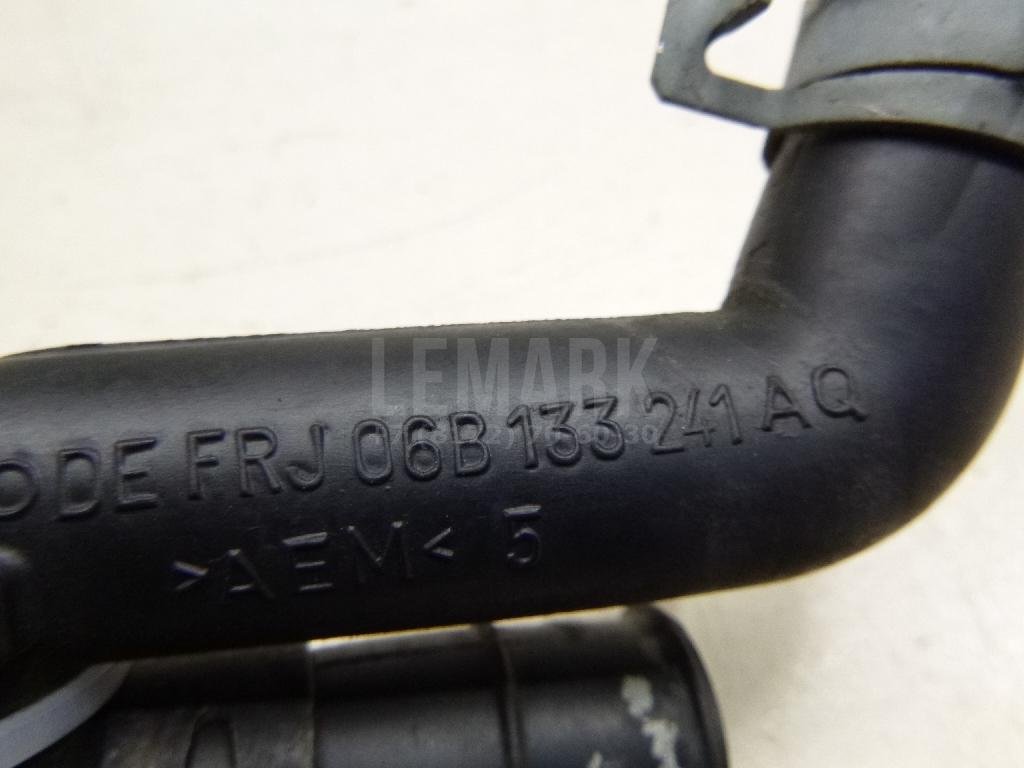 LEMARK
ODE FRJ 06B 133 241 AQ
>AEM< 5